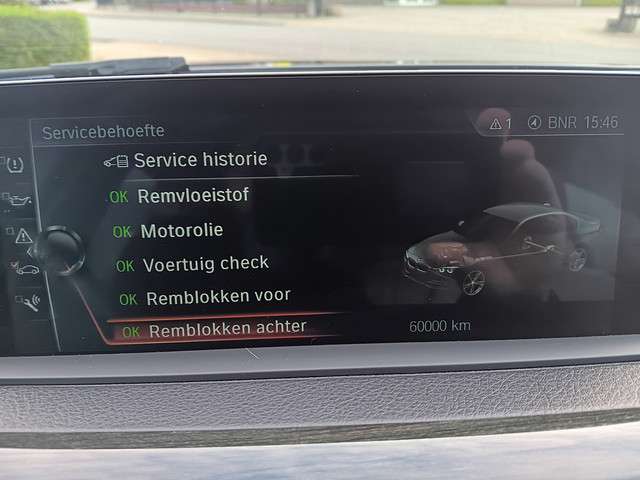 Servicebehoefte
1 BNR 15:46
Service historie
OK Remvloeistof
OK Motorolie
OK Voertuig check
OK Remblokken voor
OK Remblokken achter
60000 km